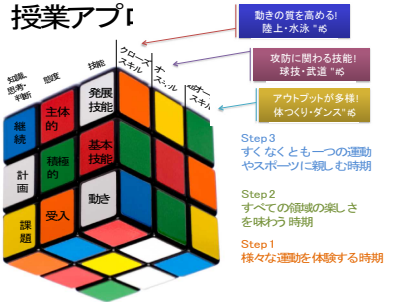 授業アプロ
動きの質を高める!
陸上・水泳
攻防に関わる技能!
球技・武道
アウトプットが多様!
体つくり・ダンス
知識
思考・
判断
態度
技能
クローズ
スキル
オー
スキル
発展
技能
主体
的
継
続
基本
技能
積極
的
計
画
動き
受入
課
題
Step3
すくなくとも一つの運動
やスポーツに親しむ時期
Step2
すべての領域の楽しさ
を味わう時期
Step1
様々な運動を体験する時期